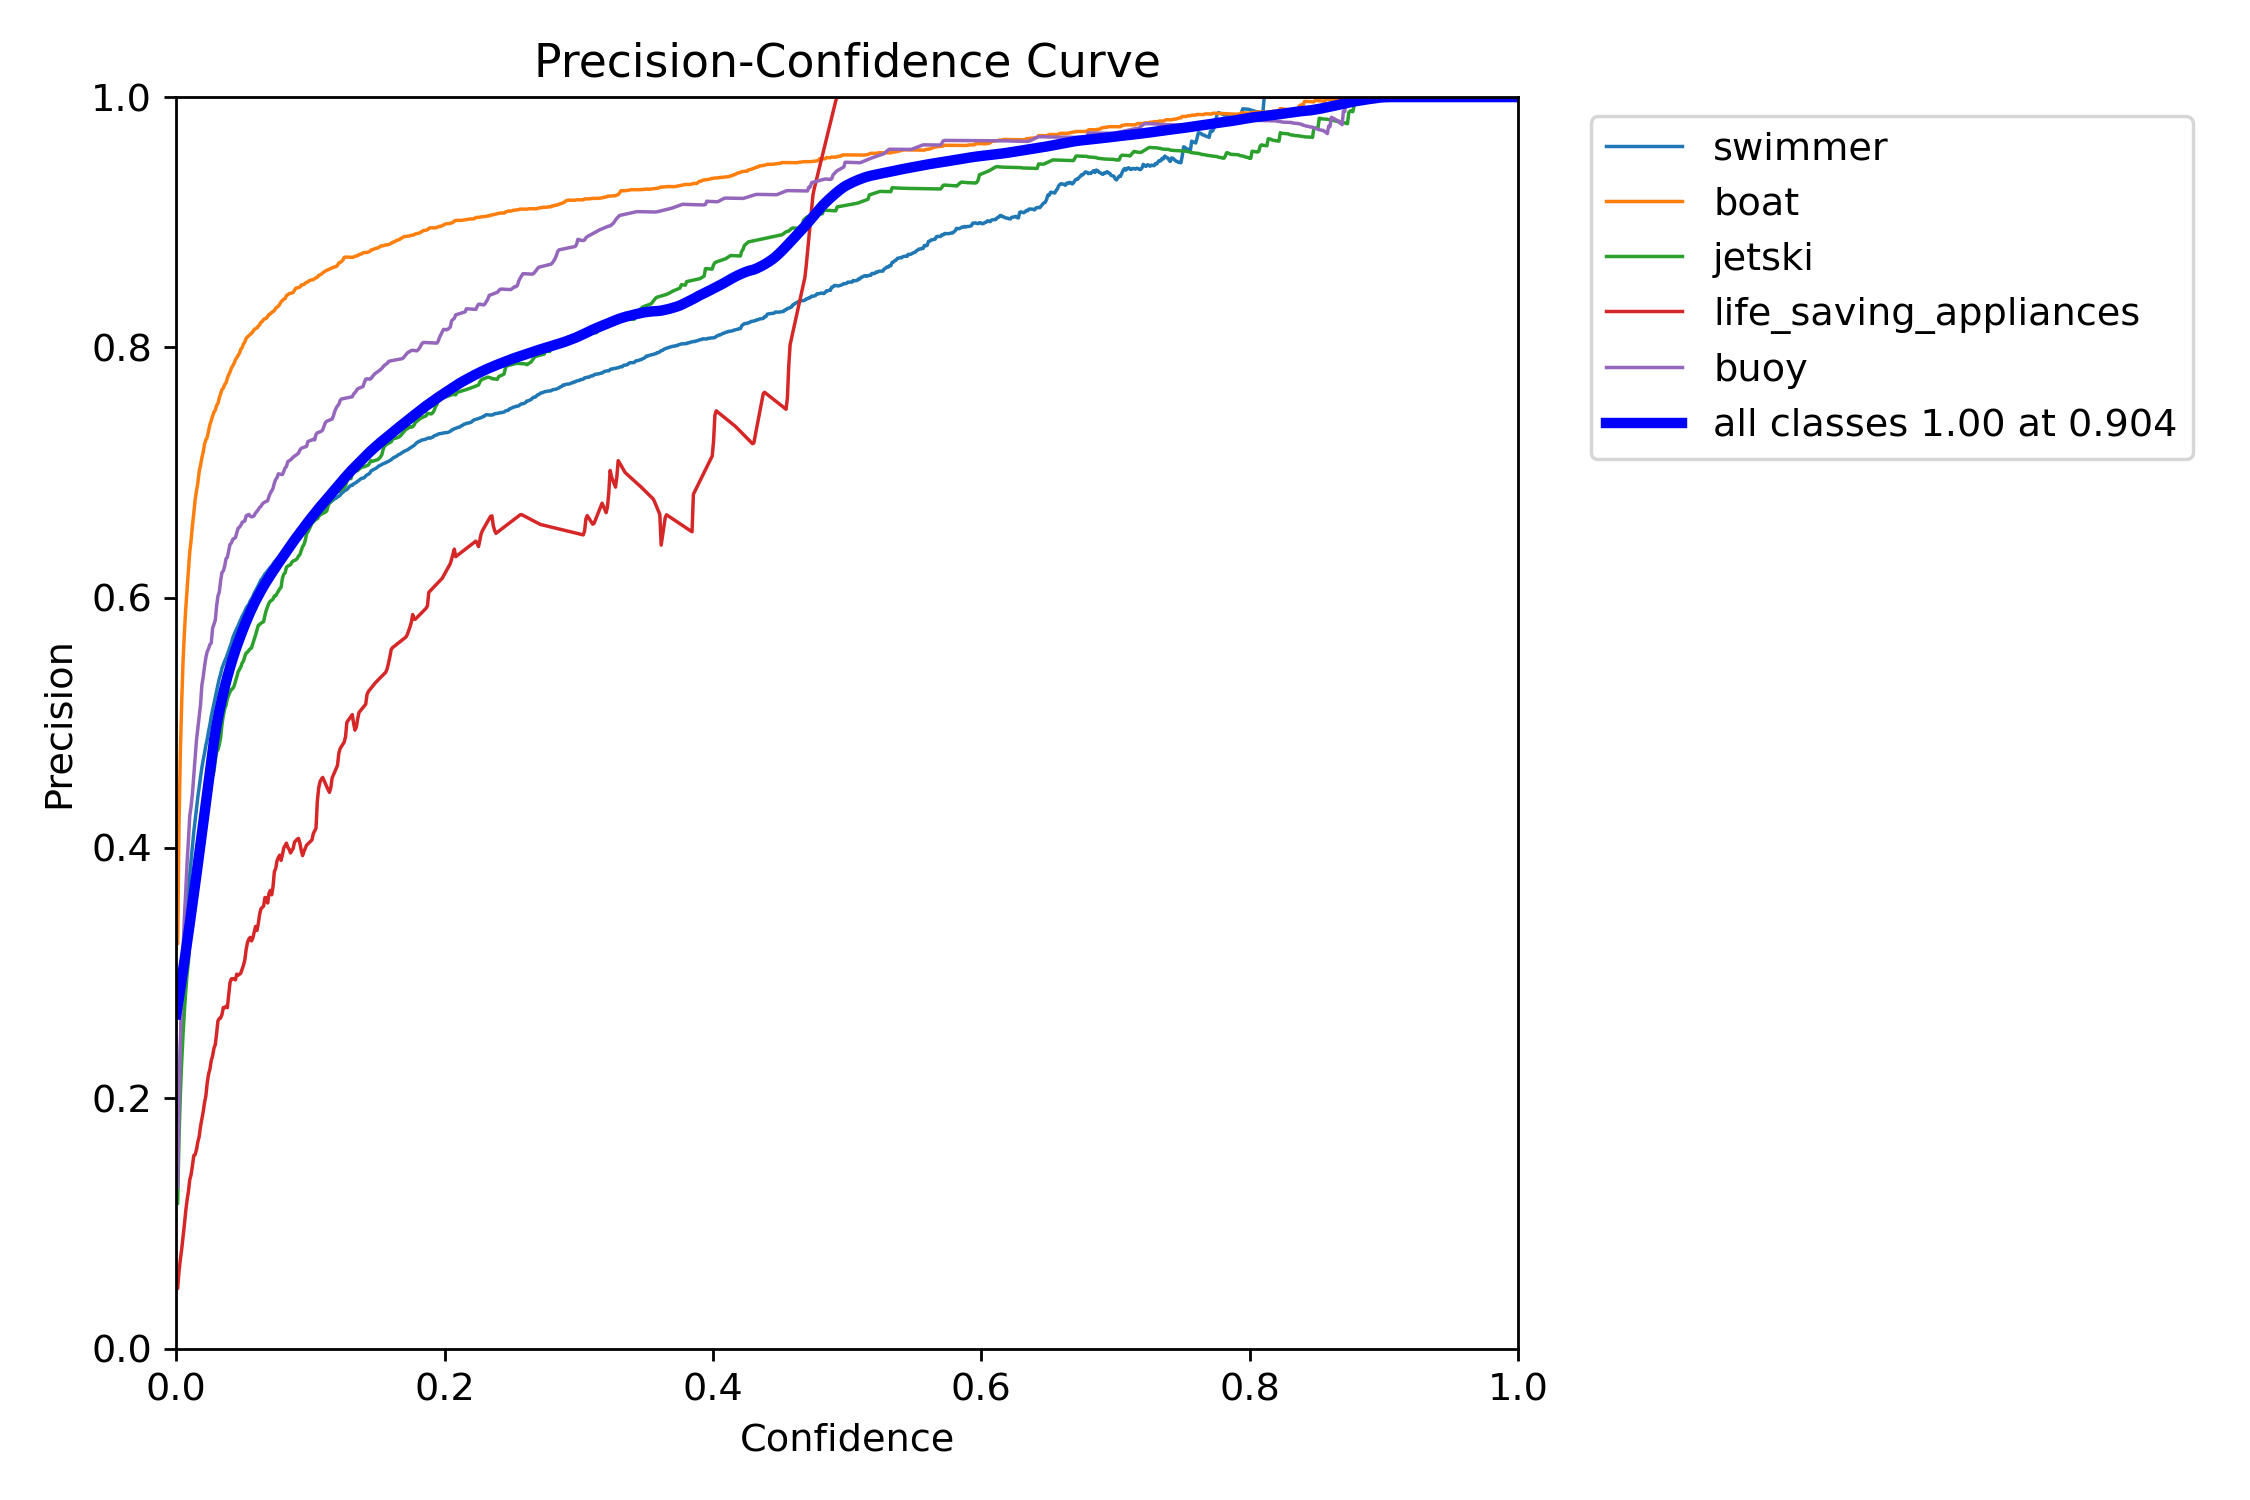 Precision-Confidence Curve
1.0
0.8
0.6
0.4
0.2
0.0
Precision
0.0 0.2 0.4 0.6 0.8 1.0
Confidence
swimmer
boat
jetski
life_saving_appliances
buoy
all classes 1.00 at 0.904